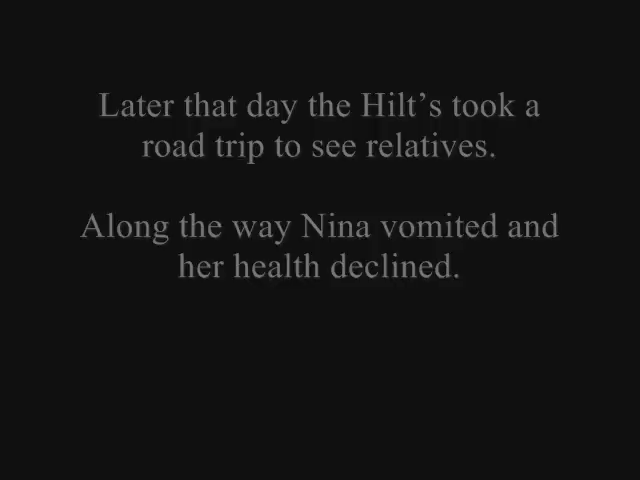 Later that day the Hilt’s took a
road trip to see relatives.
Along the way Nina vomited and
her health declined.